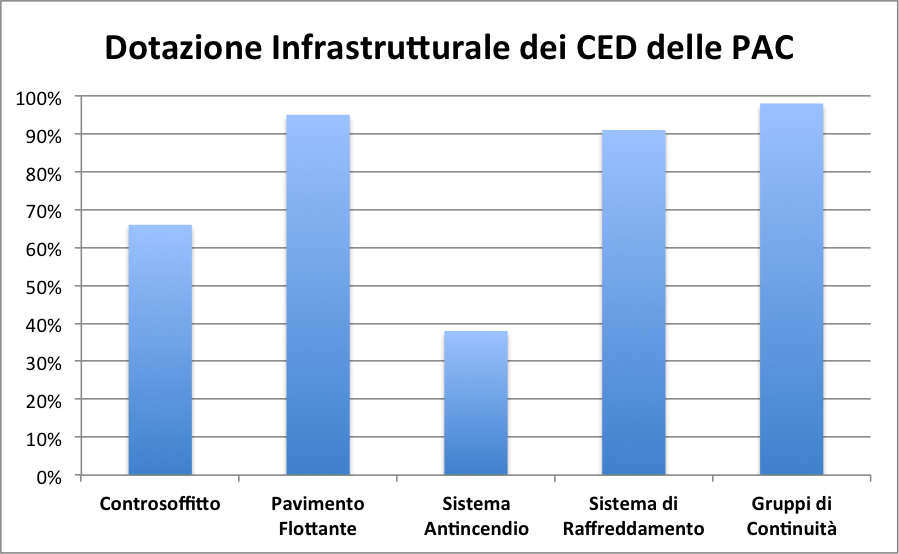 Dotazione Infrastrutturale dei CED delle PAC
100%
90%
80%
70%
60%
50%
40%
30%
20%
10%
0%
Controsoffitto
Pavimento
Flottante
Sistema
Antincendio
Sistema di
Raffreddamento
Gruppi di
Continuità